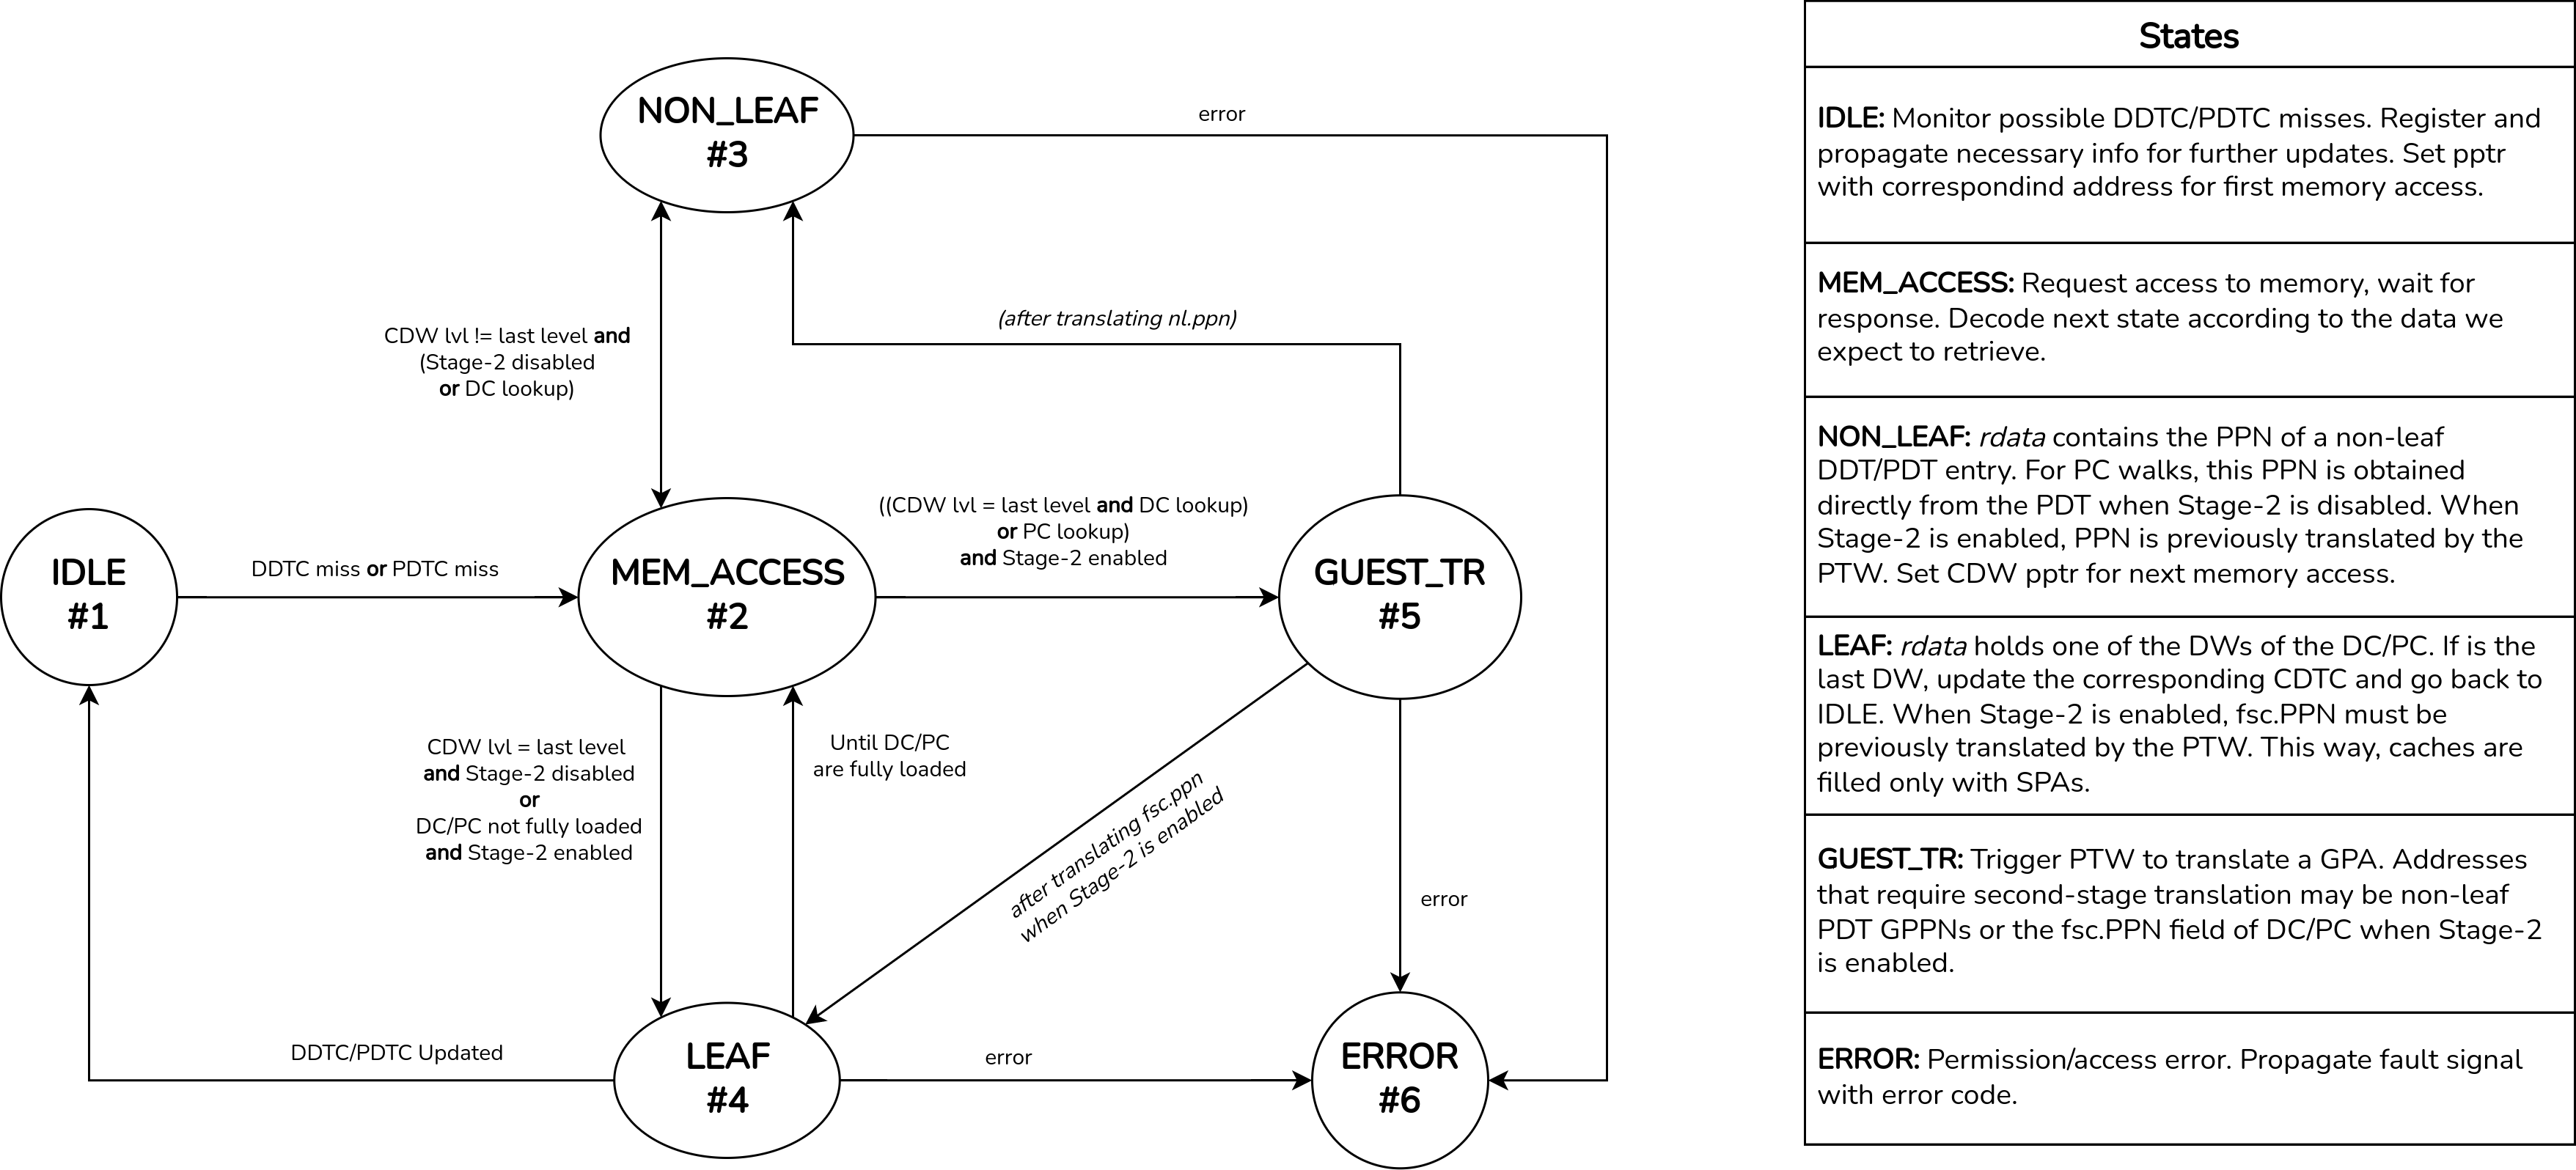 NON_LEAF
#3
error
(after translating nl.ppn)
CDW lvl != last level and
(Stage-2 disabled
or DC lookup)
((CDW lvl = last level and DC lookup)
or PC lookup)
and Stage-2 enabled
IDLE
#1
DDTC miss or PDTC miss
MEM_ACCESS
#2
GUEST_TR
#5
CDW lvl = last level
and Stage-2 disabled
or
DC/PC not fully loaded
and Stage-2 enabled
Until DC/PC
are fully loaded
after translating fsc.ppn
when Stage-2 is enabled
error
DDTC/PDTC Updated
LEAF
#4
error
ERROR
#6
States
IDLE: Monitor possible DDTC/PDTC misses. Register and
propagate necessary info for further updates. Set pptr
with correspondind address for first memory access.
MEM_ACCESS: Request access to memory, wait for
response. Decode next state according to the data we
expect to retrieve.
NON_LEAF: rdata contains the PPN of a non-leaf
DDT/PDT entry. For PC walks, this PPN is obtained
directly from the PDT when Stage-2 is disabled. When
Stage-2 is enabled, PPN is previously translated by the
PTW. Set CDW pptr for next memory access.
LEAF: rdata holds one of the DWs of the DC/PC. If is the
last DW, update the corresponding CDTC and go back to
IDLE. When Stage-2 is enabled, fsc.PPN must be
previously translated by the PTW. This way, caches are
filled only with SPAs.
GUEST_TR: Trigger PTW to translate a GPA. Addresses
that require second-stage translation may be non-leaf
PDT GPPNs or the fsc.PPN field of DC/PC when Stage-2
is enabled.
ERROR: Permission/access error. Propagate fault signal
with error code.